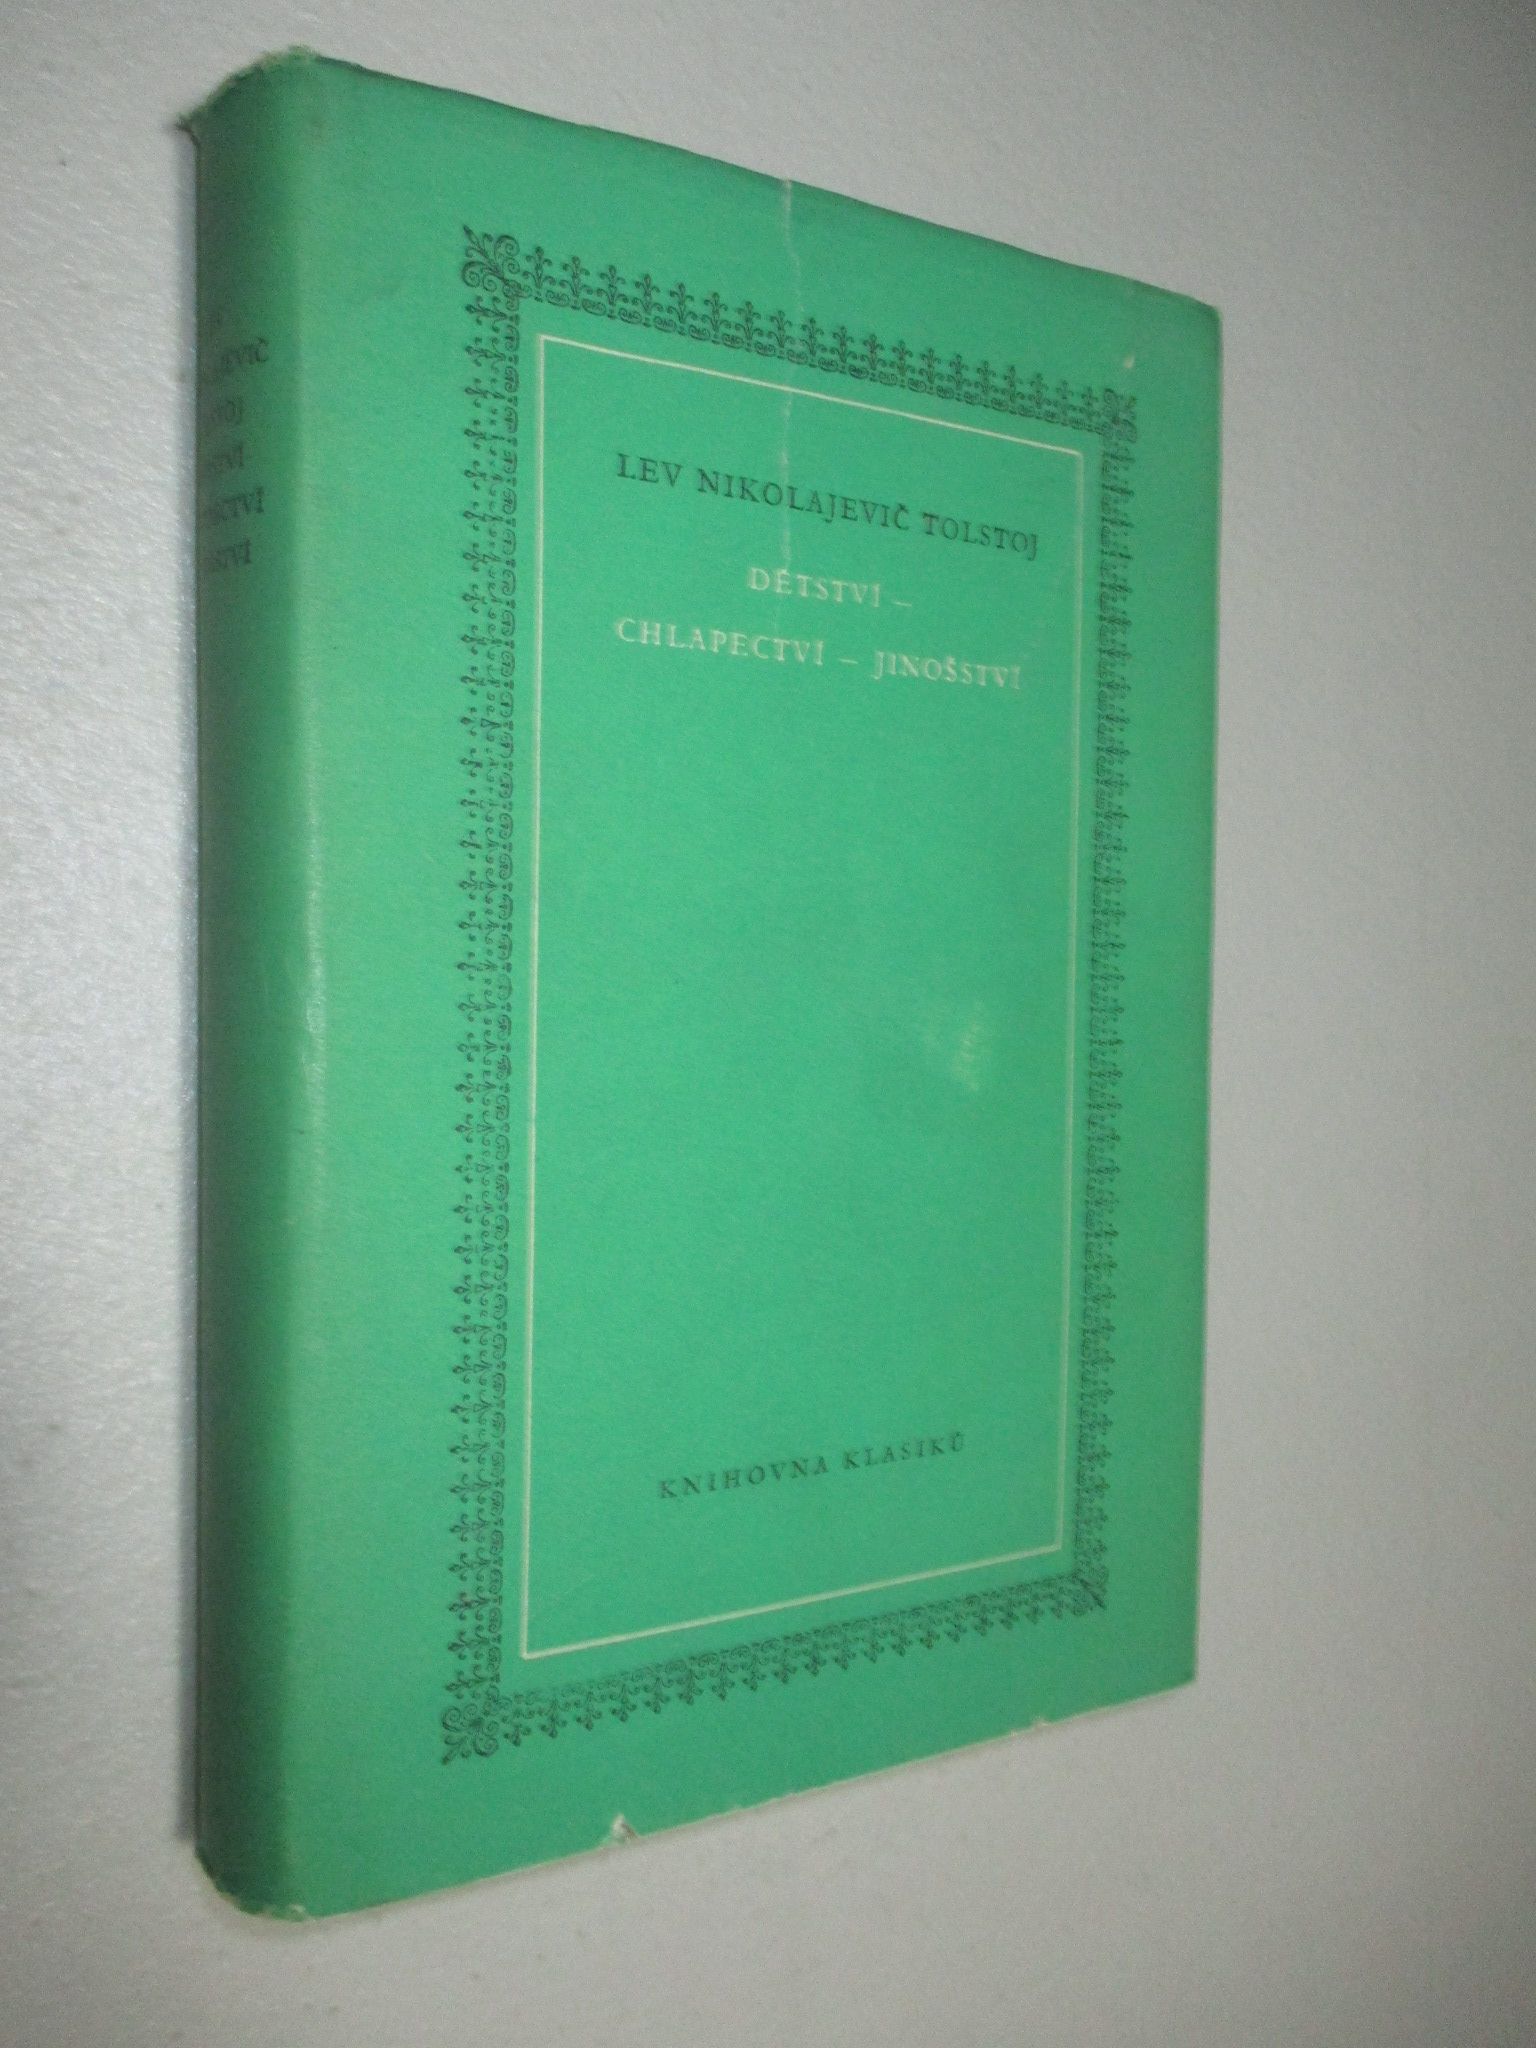 LEV NIKOLAJEVIČ TOLSTOJ
DĚTSTVÍ –
CHLAPECTVÍ – JINOŠSTVÍ
KNIHOVNA KLASIKŮ